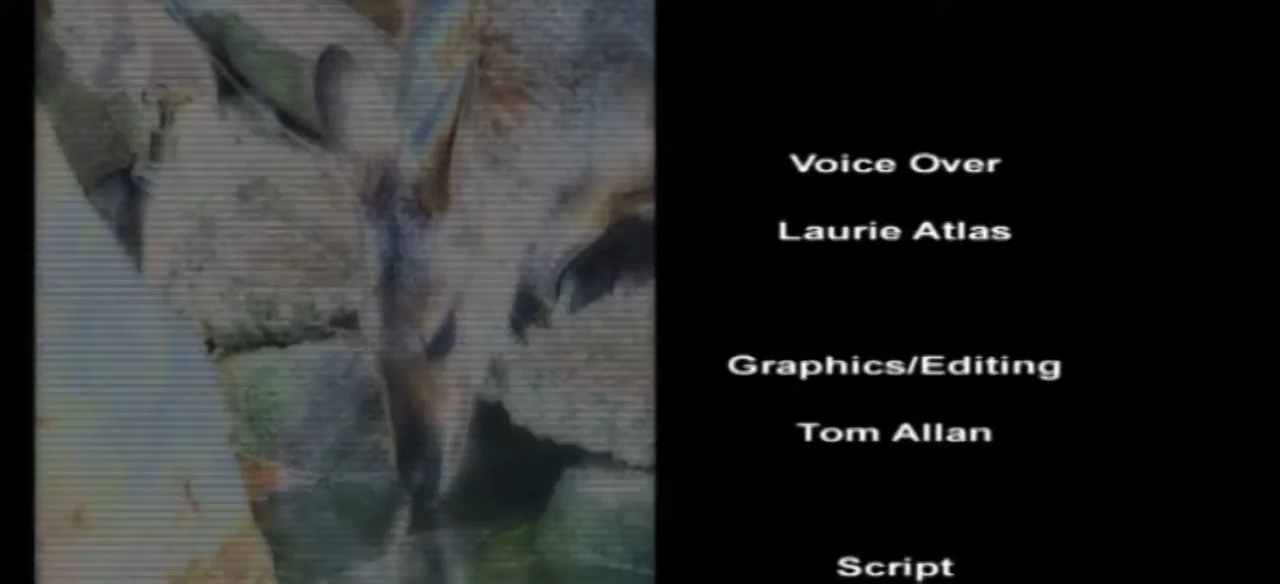 Voice Over
Laurie Atlas
Graphics/Editing
Tom Allan
Script